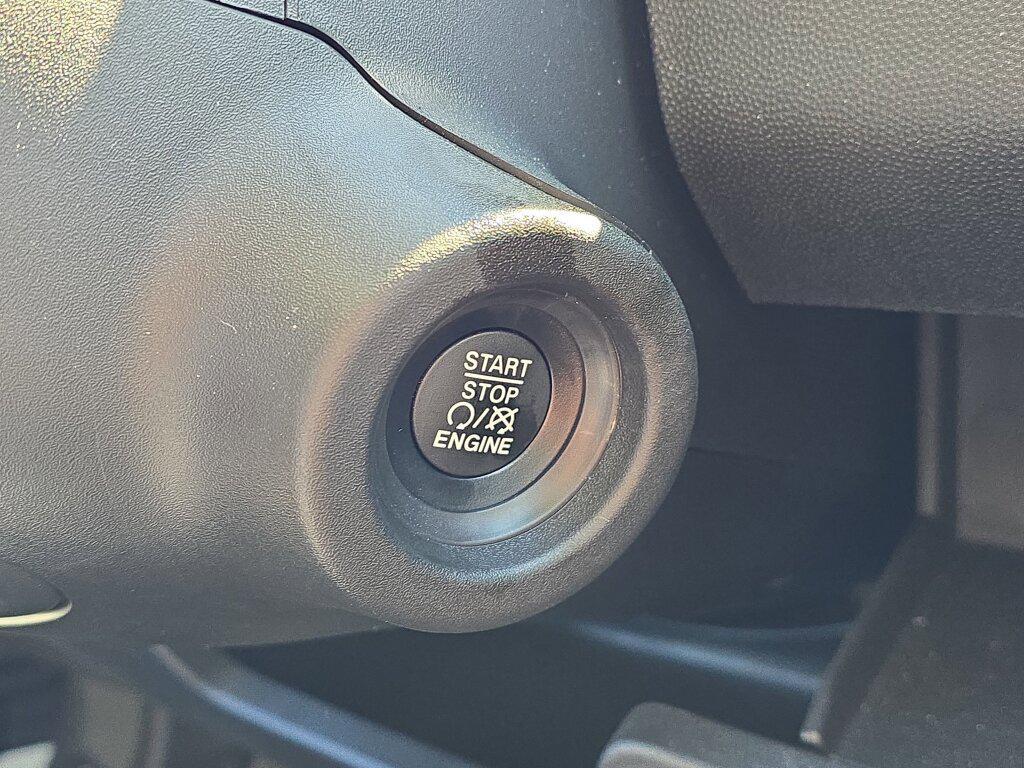 START
STOP
/
ENGINE